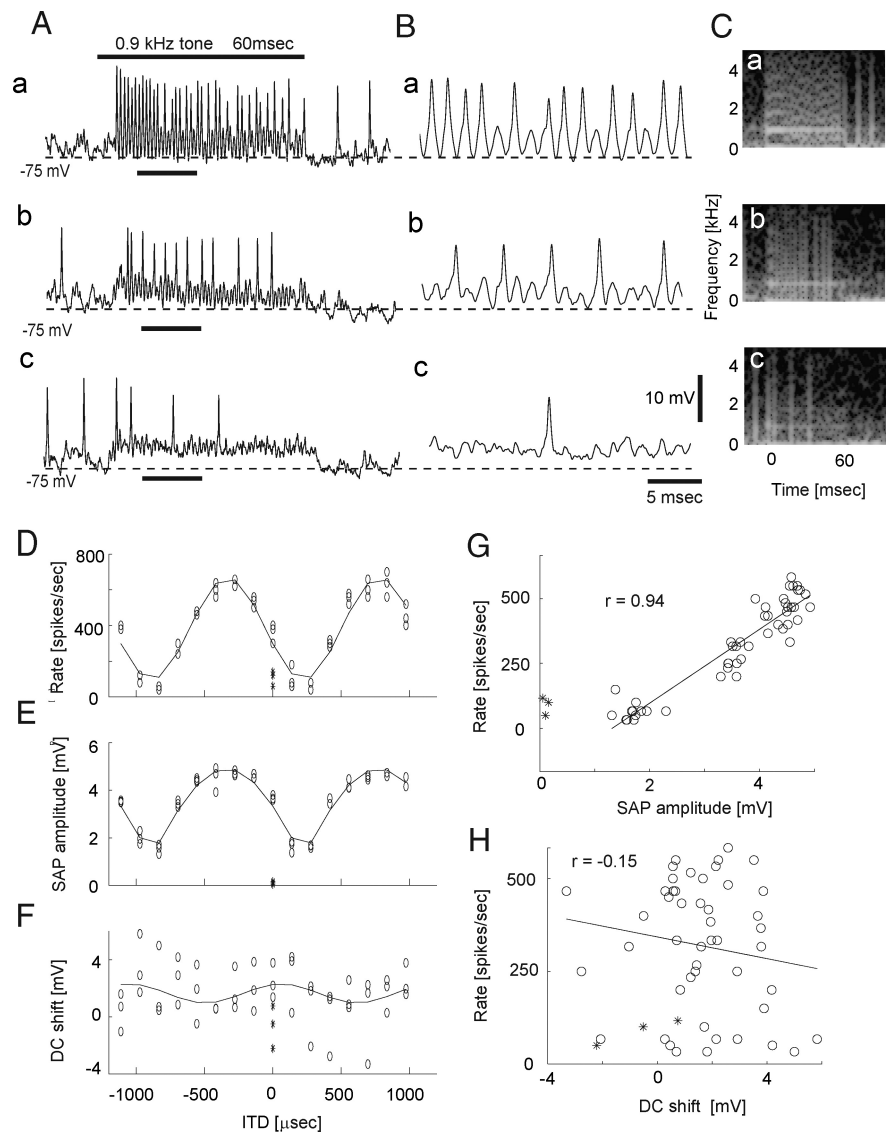 A
B
C
0.9 kHz tone 60msec
a
a
a
4
2
0
-75 mV
b
b
b
4
2
0
Frequency [kHz]
-75 mV
c
c
c
4
2
0
10 mV
-75 mV
5 msec
0 60
Time [msec]
D
800
400
0
Rate [spikes/sec]
E
6
4
2
0
SAP amplitude [mV]
F
4
2
0
-4
DC shift [mV]
-1000 -500 0 500 1000
ITD [µsec]
G
r = 0.94
500
250
0
Rate [spikes/sec]
0 2 4
SAP amplitude [mV]
H
r = -0.15
500
250
0
Rate [spikes/sec]
-4 0 4
DC shift [mV]